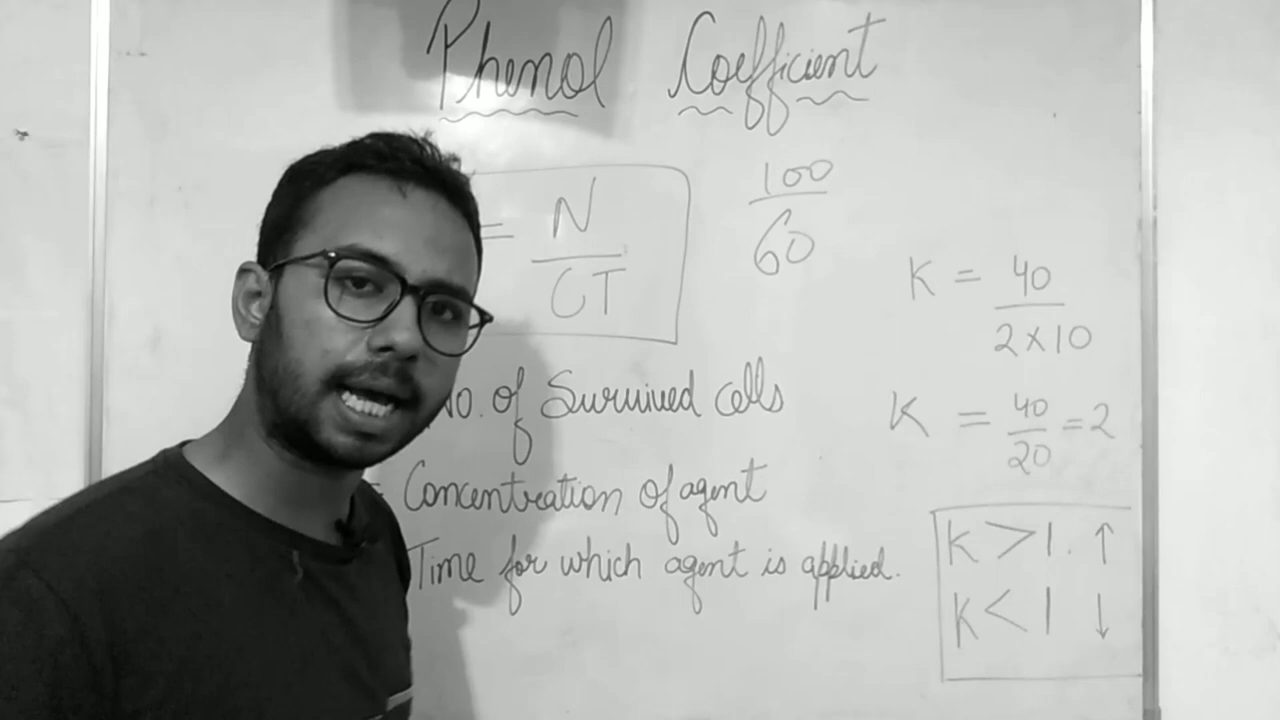 Phenol Coefficient
= N
CT
100
60
K = 40
2×10
No. of Survived cells
K = 40 = 2
20
= Concentration of agent
Time for which agent is applied.
K > 1. ↑
K < 1 ↓